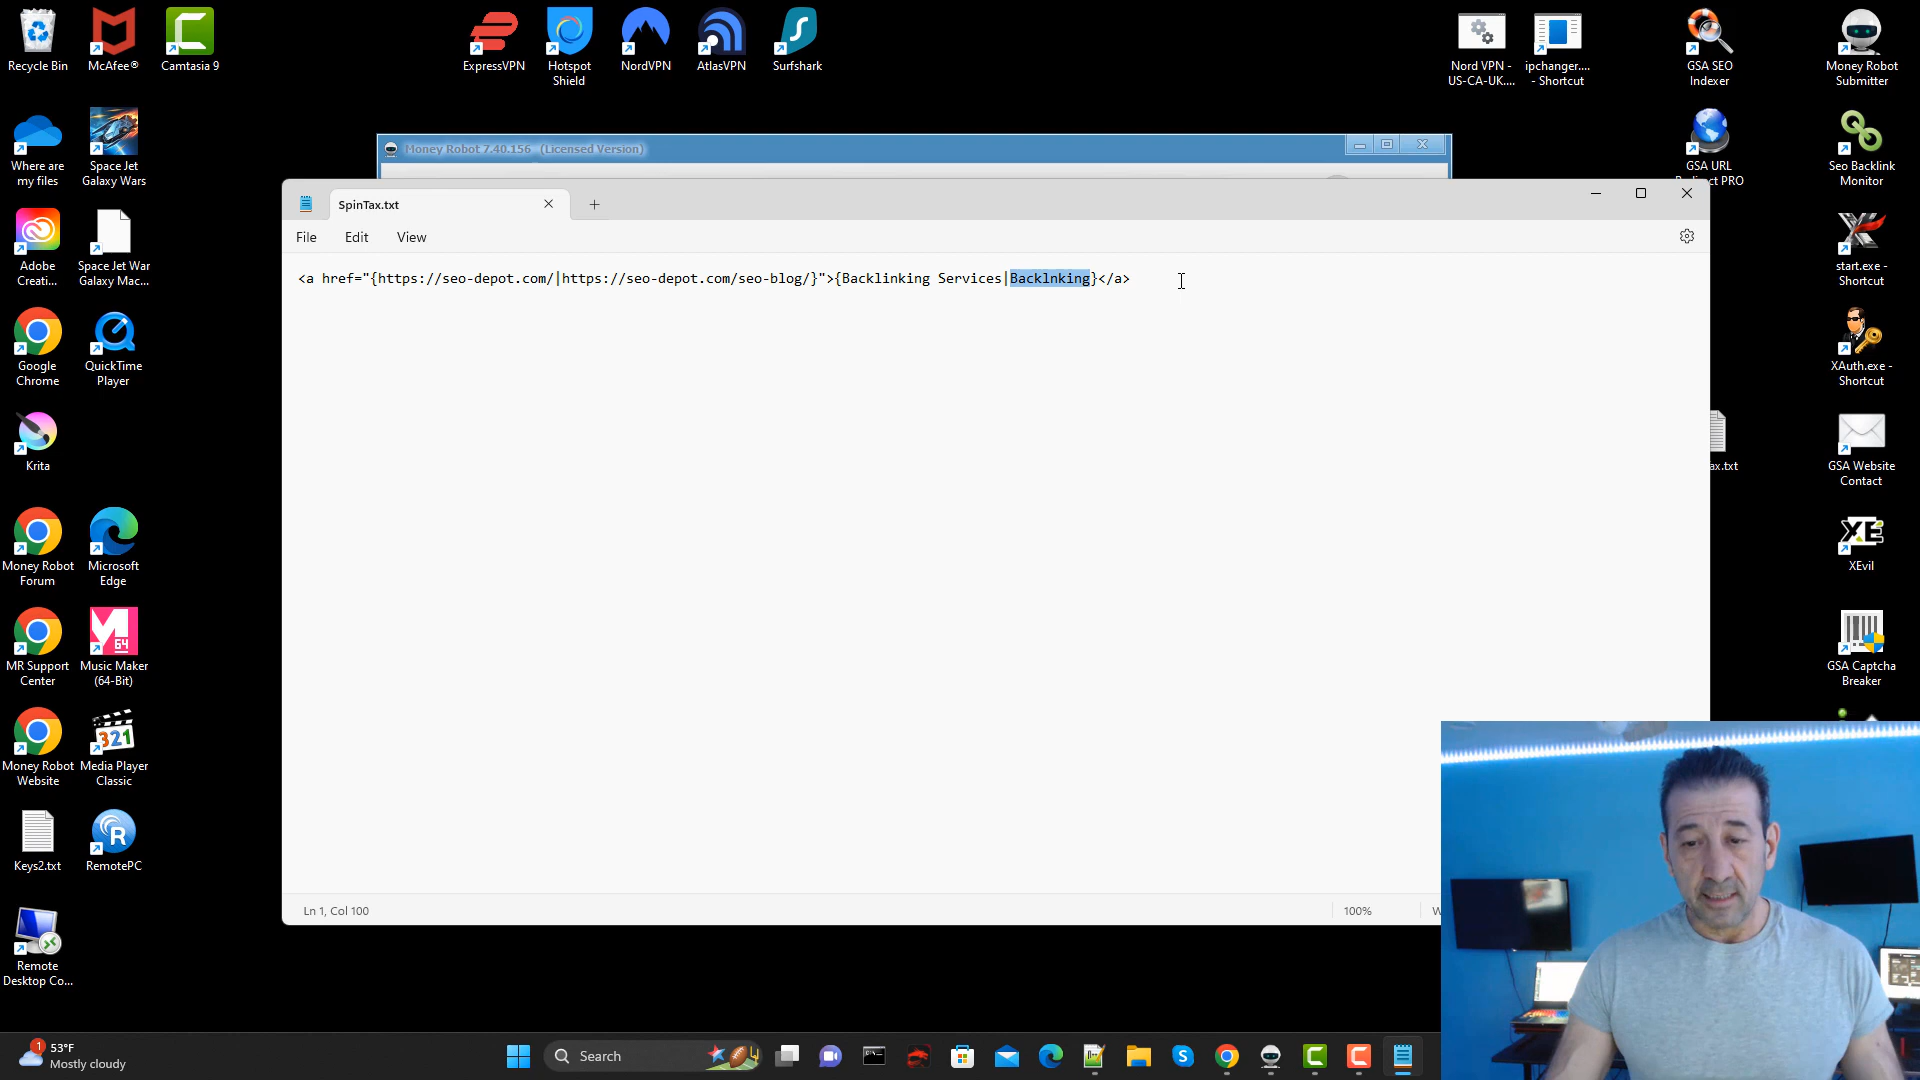 Recycle Bin
McAfee®
Camtasia 9
ExpressVPN
Hotspot
Shield
NordVPN
AtlasVPN
Surfshark
Nord VPN -
US-CA-UK....
ipchanger....
- Shortcut
GSA SEO
Indexer
Money Robot
Submitter
Where are
my files
Space Jet
Galaxy Wars
GSA URL
Redirect PRO
Seo Backlink
Monitor
Money Robot 7.40.156 (Licensed Version)
SpinTax.txt
File
Edit
View
<a href="{https://seo-depot.com/|https://seo-depot.com/seo-blog/}">{Backlinking Services|Backlnking}</a>
Adobe
Creati...
Space Jet War
Galaxy Mac...
start.exe -
Shortcut
Google
Chrome
QuickTime
Player
XAuth.exe -
Shortcut
Krita
ax.txt
GSA Website
Contact
Money Robot
Forum
Microsoft
Edge
XE
XEvil
64
MR Support
Center
Music Maker
(64-Bit)
GSA Captcha
Breaker
321
Money Robot
Website
Media Player
Classic
Keys2.txt
R
RemotePC
Ln 1, Col 100
100%
W
Remote
Desktop Co...
1
53°F
Mostly cloudy
Search